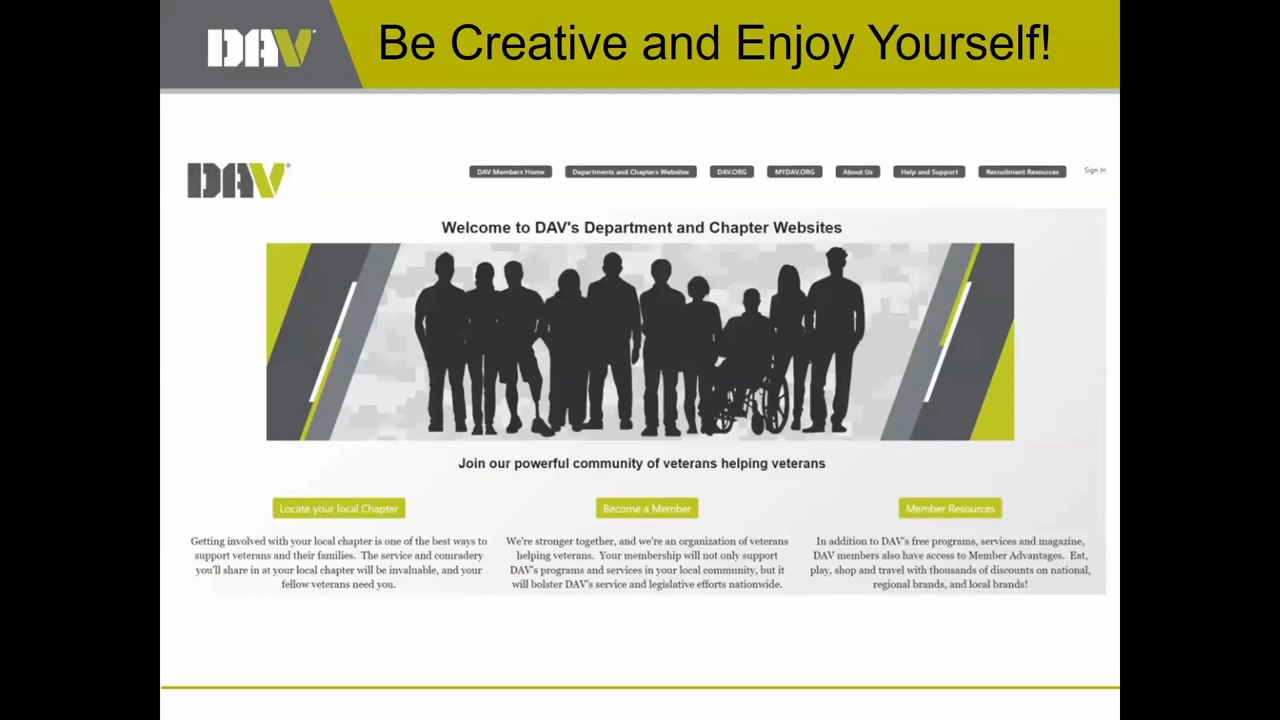 DAV Be Creative and Enjoy Yourself!
DAV® DAV Members Home Departments and Chapters Websites DAV.ORG MYDAV.ORG About Us Help and Support Recruitment Resources Sign In
Welcome to DAV's Department and Chapter Websites
Join our powerful community of veterans helping veterans
Locate your local Chapter
Getting involved with your local chapter is one of the best ways to
support veterans and their families. The service and comradery
you'll share in at your local chapter will be invaluable, and your
fellow veterans need you.
Become a Member
We're stronger together, and we're an organization of veterans
helping veterans. Your membership will not only support
DAV's programs and services in your local community, but it
will bolster DAV's service and legislative efforts nationwide.
Member Resources
In addition to DAV's free programs, services and magazine,
DAV members also have access to Member Advantages. Eat,
play, shop and travel with thousands of discounts on national,
regional brands, and local brands!